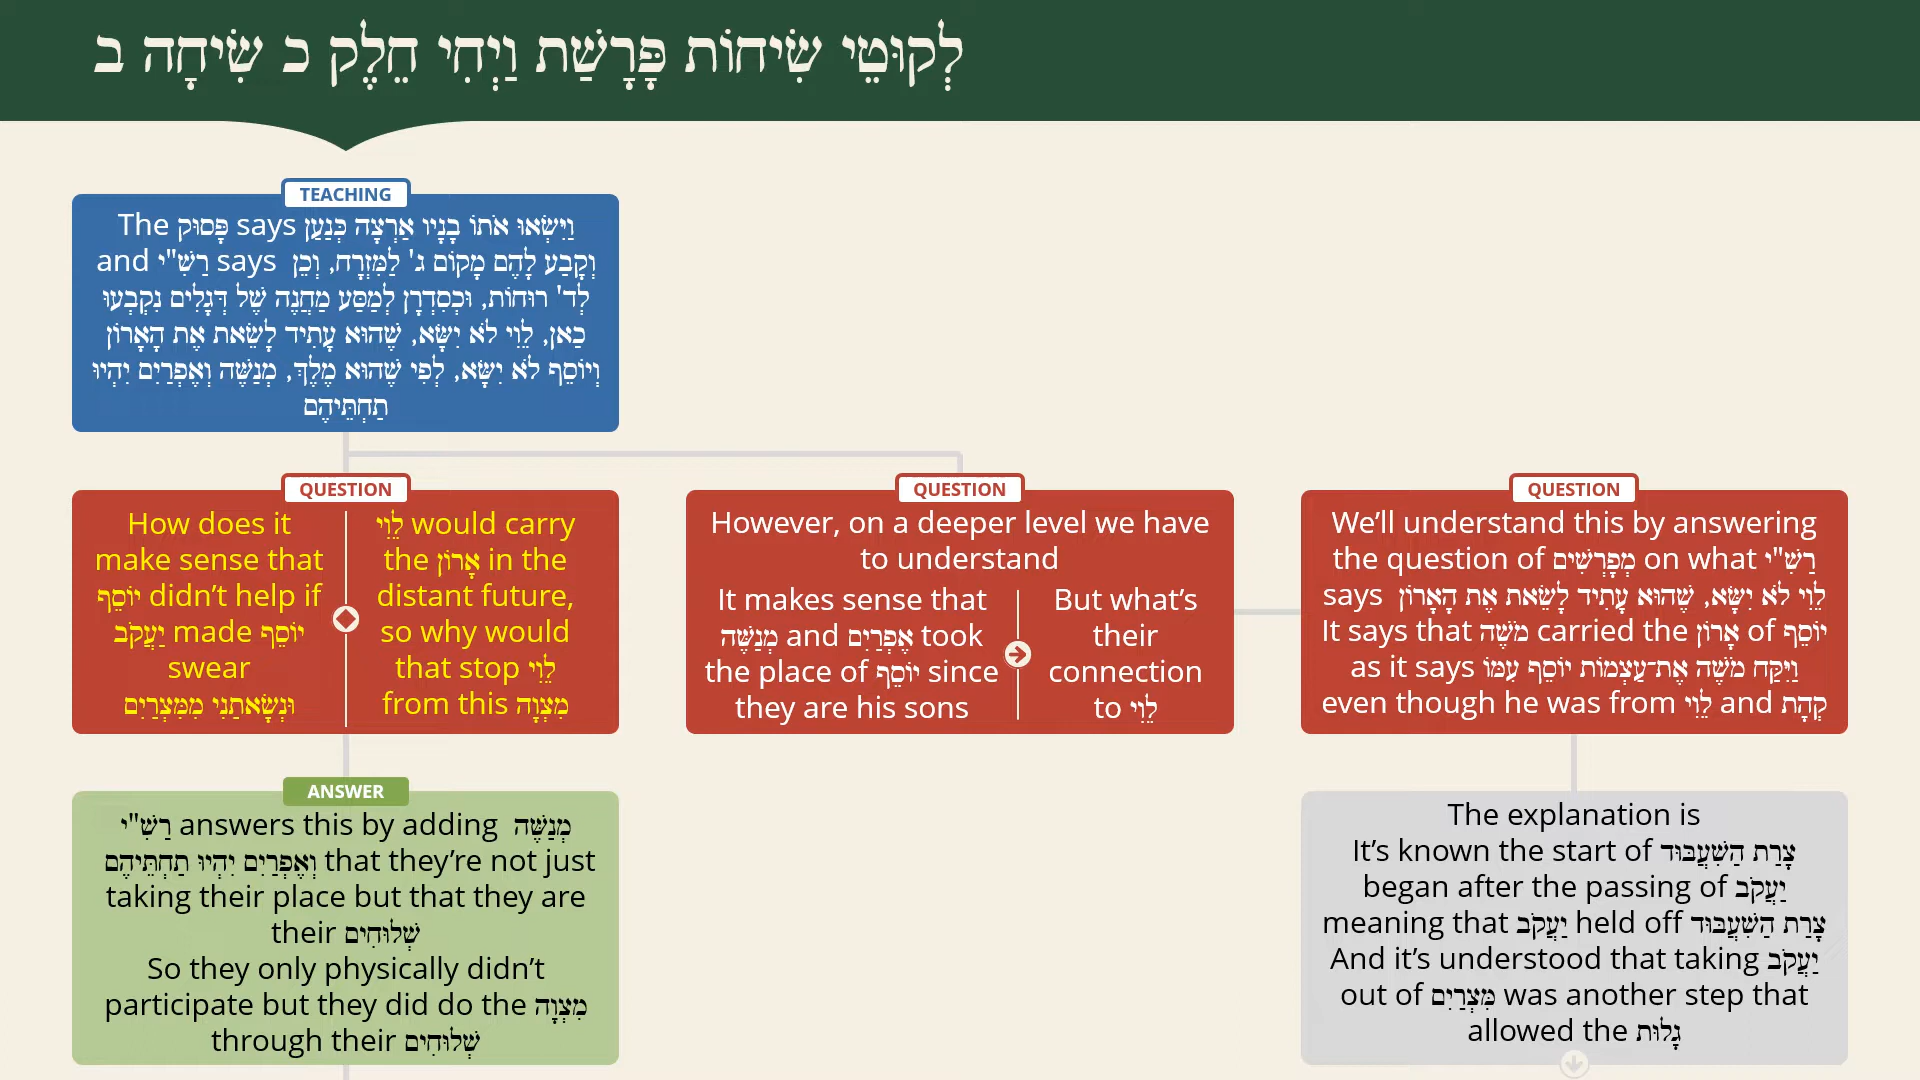 לְקוּטֵי שִׂיחוֹת פָּרָשַׁת וַיְחִי חֵלֶק כ שִׂיחָה ב
TEACHING
The פָּסוּק says וַיִּשְׂאוּ אֹתוֹ בָנָיו אַרְצָה כְּנַעַן
and רַשִׁ"י says וְקָבַע לָהֶם מָקוֹם ג' לַמִּזְרָח, וְכֵן
לְד' רוּחוֹת, וּכְסִדְרָן לְמַסַּע מַחֲנֶה שֶׁל דְּגָלִים נִקְבְּעוּ
כַאן, לֵוִי לֹא יִשָּׂא, שֶׁהוּא עָתִיד לָשֵׂאת אֶת הָאָרוֹן
וְיוֹסֵף לֹא יִשָּׂא, לְפִי שֶׁהוּא מֶלֶךְ, מְנַשֶּׁה וְאֶפְרַיִם יִהְיוּ
תַחְתֵּיהֶם
QUESTION
How does it
make sense that
יוֹסֵף didn't help if
יַעֲקֹב made יוֹסֵף
swear
וּנְשָׂאתַנִי מִמִּצְרַיִם
לֵוִי would carry
the אָרוֹן in the
distant future,
so why would
that stop לֵוִי
from this מִצְוָה
QUESTION
However, on a deeper level we have
to understand
It makes sense that
מְנַשֶּׁה and אֶפְרַיִם took
the place of יוֹסֵף since
they are his sons
But what's
their
connection
to לֵוִי
QUESTION
We'll understand this by answering
the question of מְפָרְשִׁים on what רַשִׁ"י
says לֵוִי לֹא יִשָּׂא, שֶׁהוּא עָתִיד לָשֵׂאת אֶת הָאָרוֹן
It says that מֹשֶׁה carried the אָרוֹן of יוֹסֵף
as it says וַיִּקַּח מֹשֶׁה אֶת־עַצְמוֹת יוֹסֵף עִמּוֹ
even though he was from לֵוִי and קְהָת
ANSWER
רַשִׁ"י answers this by adding מְנַשֶּׁה
וְאֶפְרַיִם יִהְיוּ תַחְתֵּיהֶם that they're not just
taking their place but that they are
their שְׁלוּחִים
So they only physically didn't
participate but they did do the מִצְוָה
through their שְׁלוּחִים
The explanation is
It's known the start of צָרַת הַשִּׁעֲבּוּד
began after the passing of יַעֲקֹב
meaning that יַעֲקֹב held off צָרַת הַשִּׁעֲבּוּד
And it's understood that taking יַעֲקֹב
out of מִצְרַיִם was another step that
allowed the גָּלוּת